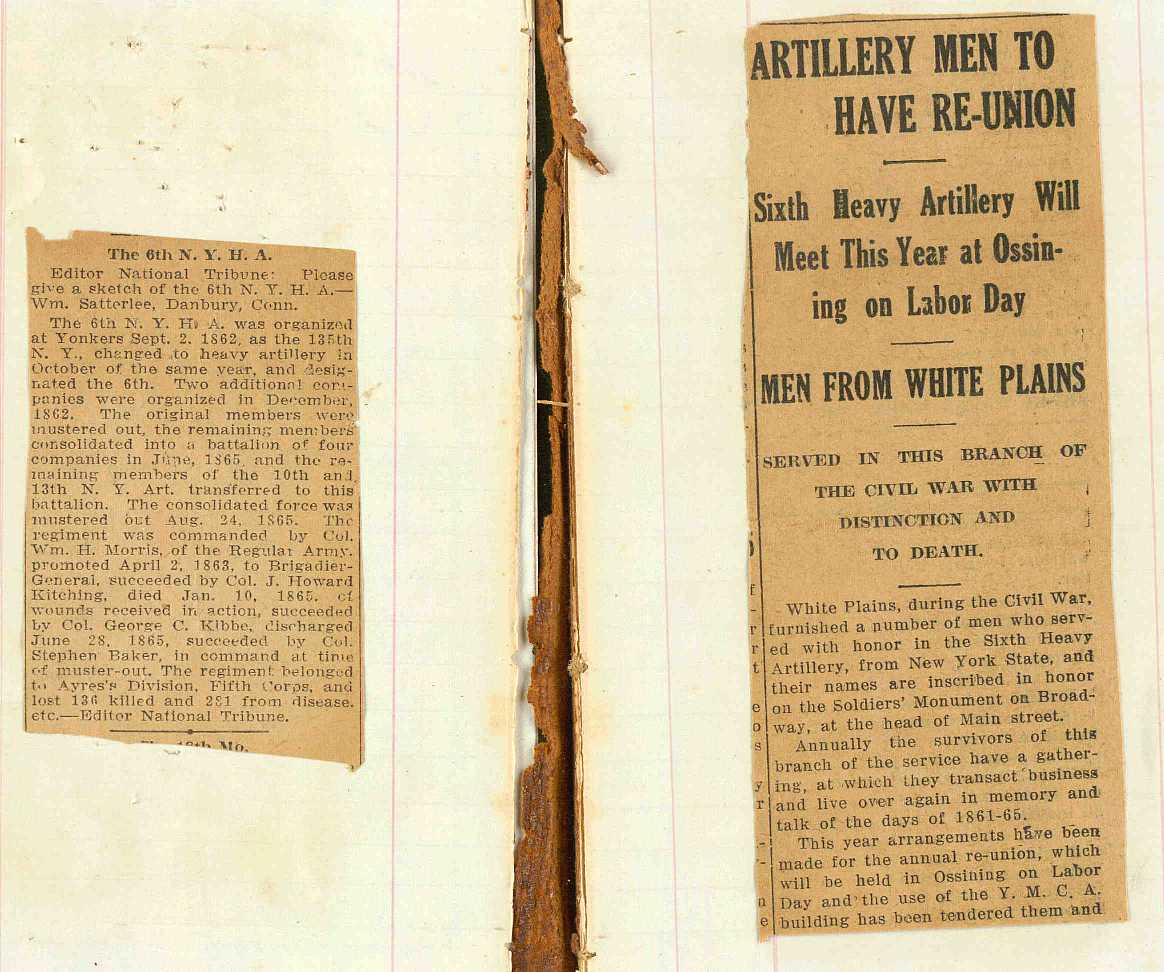 The 6th N. Y. H. A.
Editor National Tribune: Please
give a sketch of the 6th N. Y. H. A.—
Wm. Satterlee, Danbury, Conn.
The 6th N. Y. H. A. was organized
at Yonkers Sept. 2, 1862, as the 135th
N. Y., changed to heavy artillery in
October of the same year, and desig-
nated the 6th. Two additional com-
panies were organized in December,
1862. The original members were
mustered out, the remaining members
consolidated into a battalion of four
companies in June, 1865, and the re-
maining members of the 10th and
13th N. Y. Art. transferred to this
battalion. The consolidated force was
mustered out Aug. 24, 1865. The
regiment was commanded by Col.
Wm. H. Morris, of the Regular Army,
promoted April 2, 1863, to Brigadier-
General, succeeded by Col. J. Howard
Kitching, died Jan. 10, 1865, of
wounds received in action, succeeded
by Col. George C. Kibbe, discharged
June 28, 1865, succeeded by Col.
Stephen Baker, in command at time
of muster-out. The regiment belonged
to Ayres's Division, Fifth Corps, and
lost 136 killed and 281 from disease,
etc.—Editor National Tribune.
18th Mo.
ARTILLERY MEN TO
HAVE RE-UNION
Sixth Heavy Artillery Will
Meet This Year at Ossin-
ing on Labor Day
MEN FROM WHITE PLAINS
SERVED IN THIS BRANCH OF
THE CIVIL WAR WITH
DISTINCTION AND
TO DEATH.
White Plains, during the Civil War,
furnished a number of men who serv-
ed with honor in the Sixth Heavy
Artillery, from New York State, and
their names are inscribed in honor
on the Soldiers' Monument on Broad-
way, at the head of Main street.
Annually the survivors of this
branch of the service have a gather-
ing, at which they transact business
and live over again in memory and
talk of the days of 1861-65.
This year arrangements have been
made for the annual re-union, which
will be held in Ossining on Labor
Day and the use of the Y. M. C. A.
building has been tendered them and